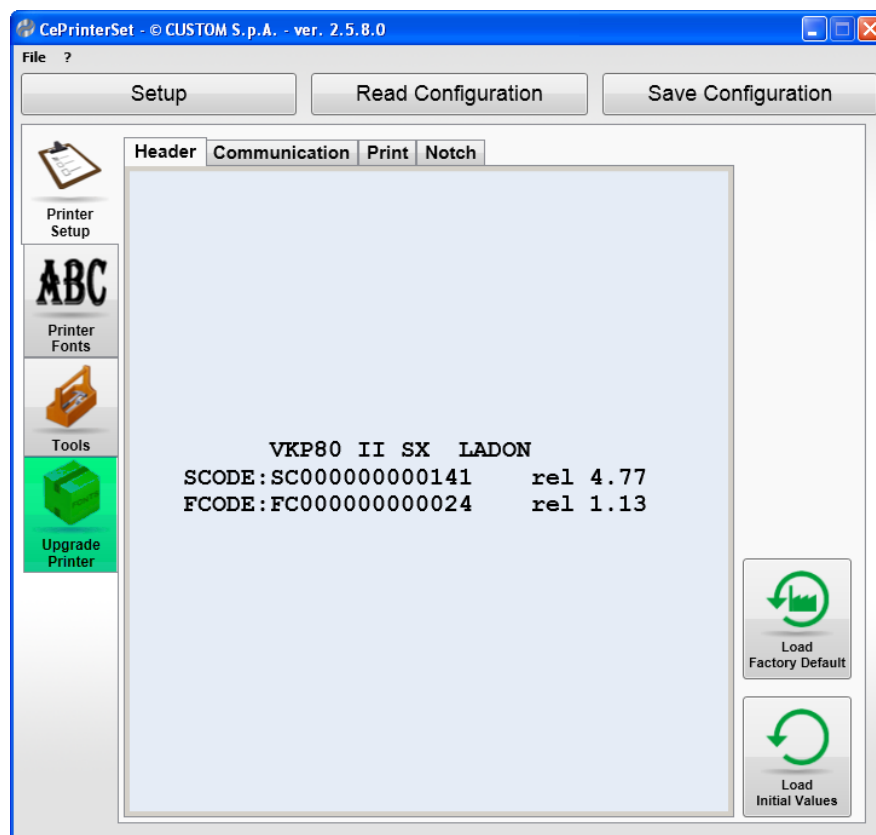 CePrinterSet - © CUSTOM S.p.A. - ver. 2.5.8.0
File ?
Setup Read Configuration Save Configuration
Header Communication Print Notch
Printer
Setup
ABC
Printer
Fonts
Tools
FONTS
Upgrade
Printer
VKP80 II SX LADON
SCODE:SC000000000141 rel 4.77
FCODE:FC000000000024 rel 1.13
Load
Factory Default
Load
Initial Values